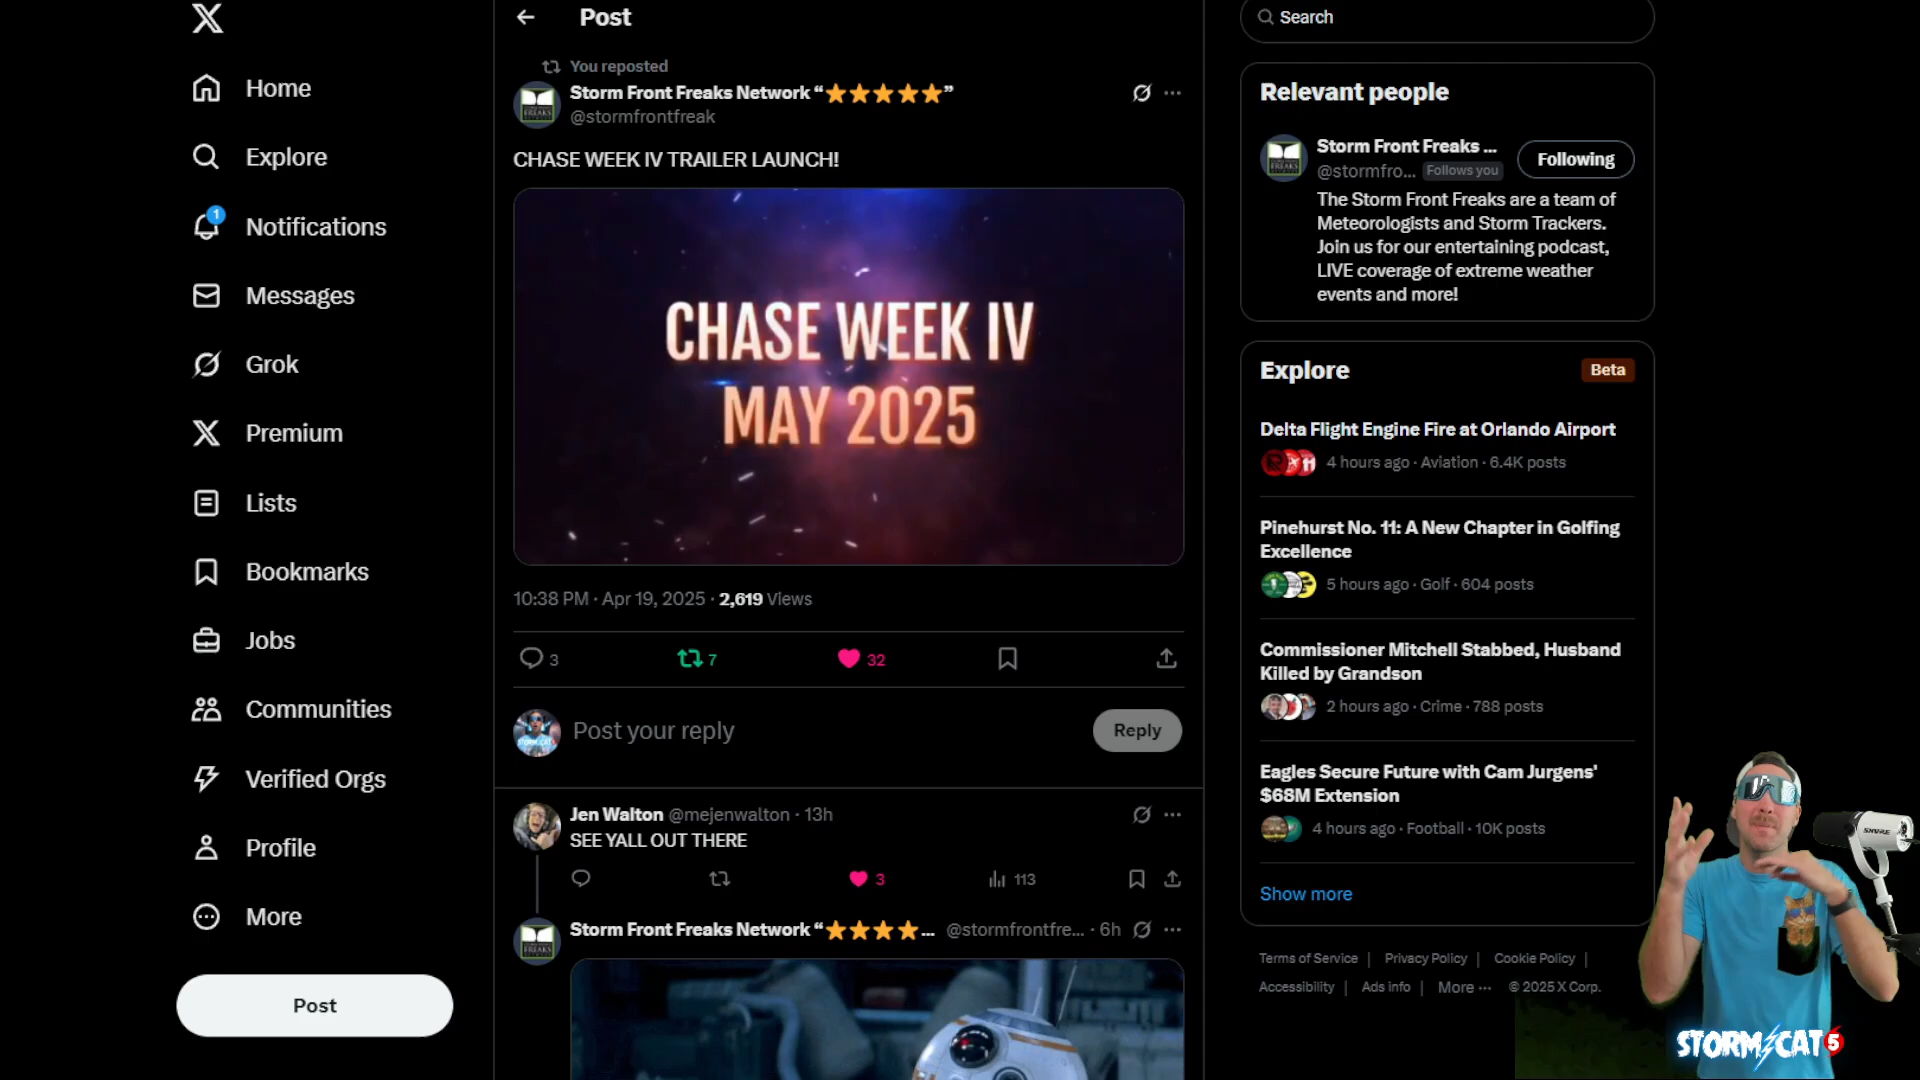 Home
Explore
1
Notifications
Messages
Grok
Premium
Lists
Bookmarks
Jobs
Communities
Verified Orgs
Profile
More
Post
Post
You reposted
Storm Front Freaks Network “⭐⭐⭐⭐⭐”
@stormfrontfreak
CHASE WEEK IV TRAILER LAUNCH!
CHASE WEEK IV
MAY 2025
10:38 PM · Apr 19, 2025 · 2,619 Views
3 7 32
Post your reply
Reply
Jen Walton @mejenwalton · 13h
SEE YALL OUT THERE
3 113
Storm Front Freaks Network “⭐⭐⭐⭐... @stormfrontfre... · 6h
Search
Relevant people
Storm Front Freaks ...
@stormfro... Follows you
Following
The Storm Front Freaks are a team of
Meteorologists and Storm Trackers.
Join us for our entertaining podcast,
LIVE coverage of extreme weather
events and more!
Explore
Beta
Delta Flight Engine Fire at Orlando Airport
4 hours ago · Aviation · 6.4K posts
Pinehurst No. 11: A New Chapter in Golfing
Excellence
5 hours ago · Golf · 604 posts
Commissioner Mitchell Stabbed, Husband
Killed by Grandson
2 hours ago · Crime · 788 posts
Eagles Secure Future with Cam Jurgens'
$68M Extension
4 hours ago · Football · 10K posts
Show more
Terms of Service | Privacy Policy | Cookie Policy |
Accessibility | Ads info | More ··· © 2025 X Corp.
SHURE
STORM CAT 5